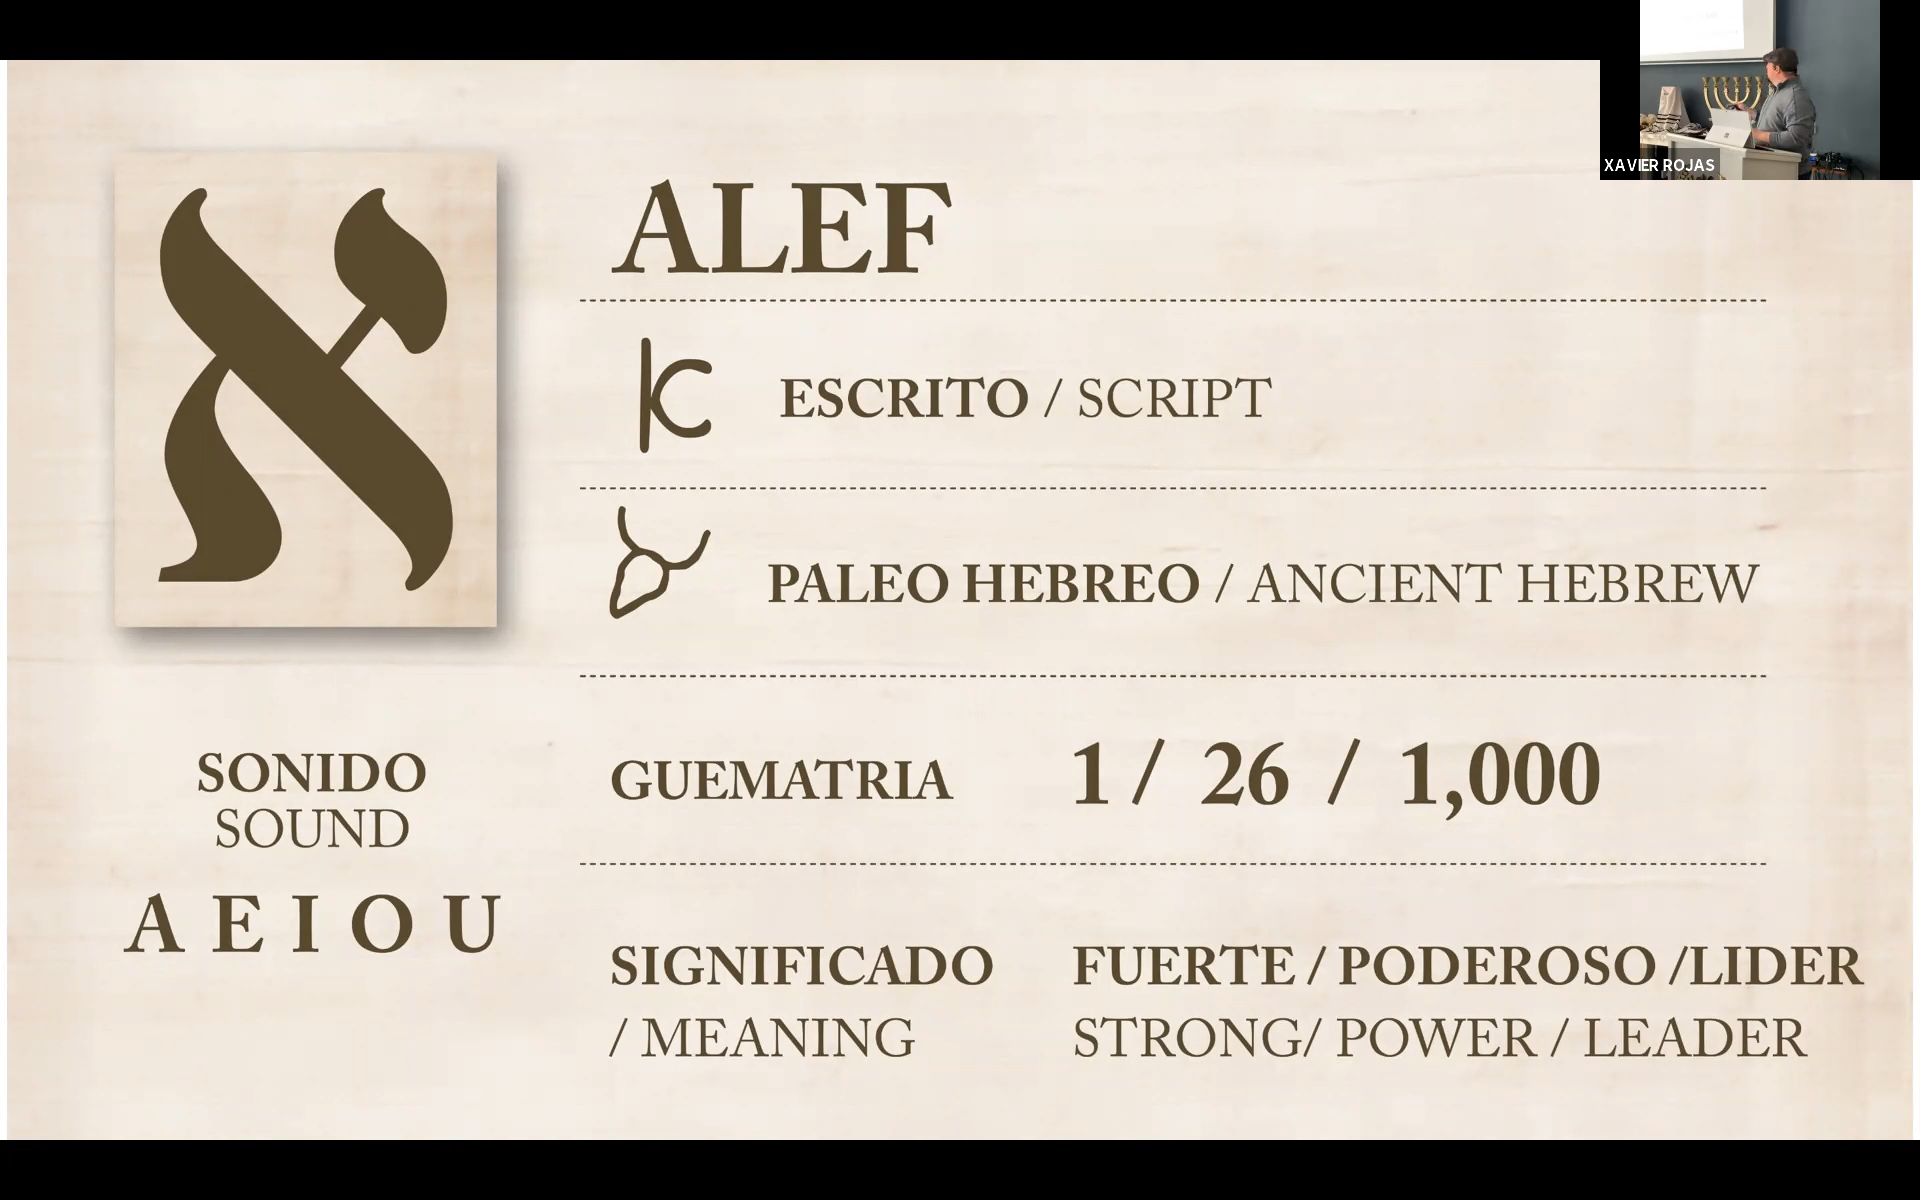 XAVIER ROJAS
א
ALEF
ESCRITO / SCRIPT
PALEO HEBREO / ANCIENT HEBREW
GUEMATRIA 1 / 26 / 1,000
SONIDO
SOUND
A E I O U
SIGNIFICADO FUERTE / PODEROSO /LIDER
/ MEANING STRONG/ POWER / LEADER